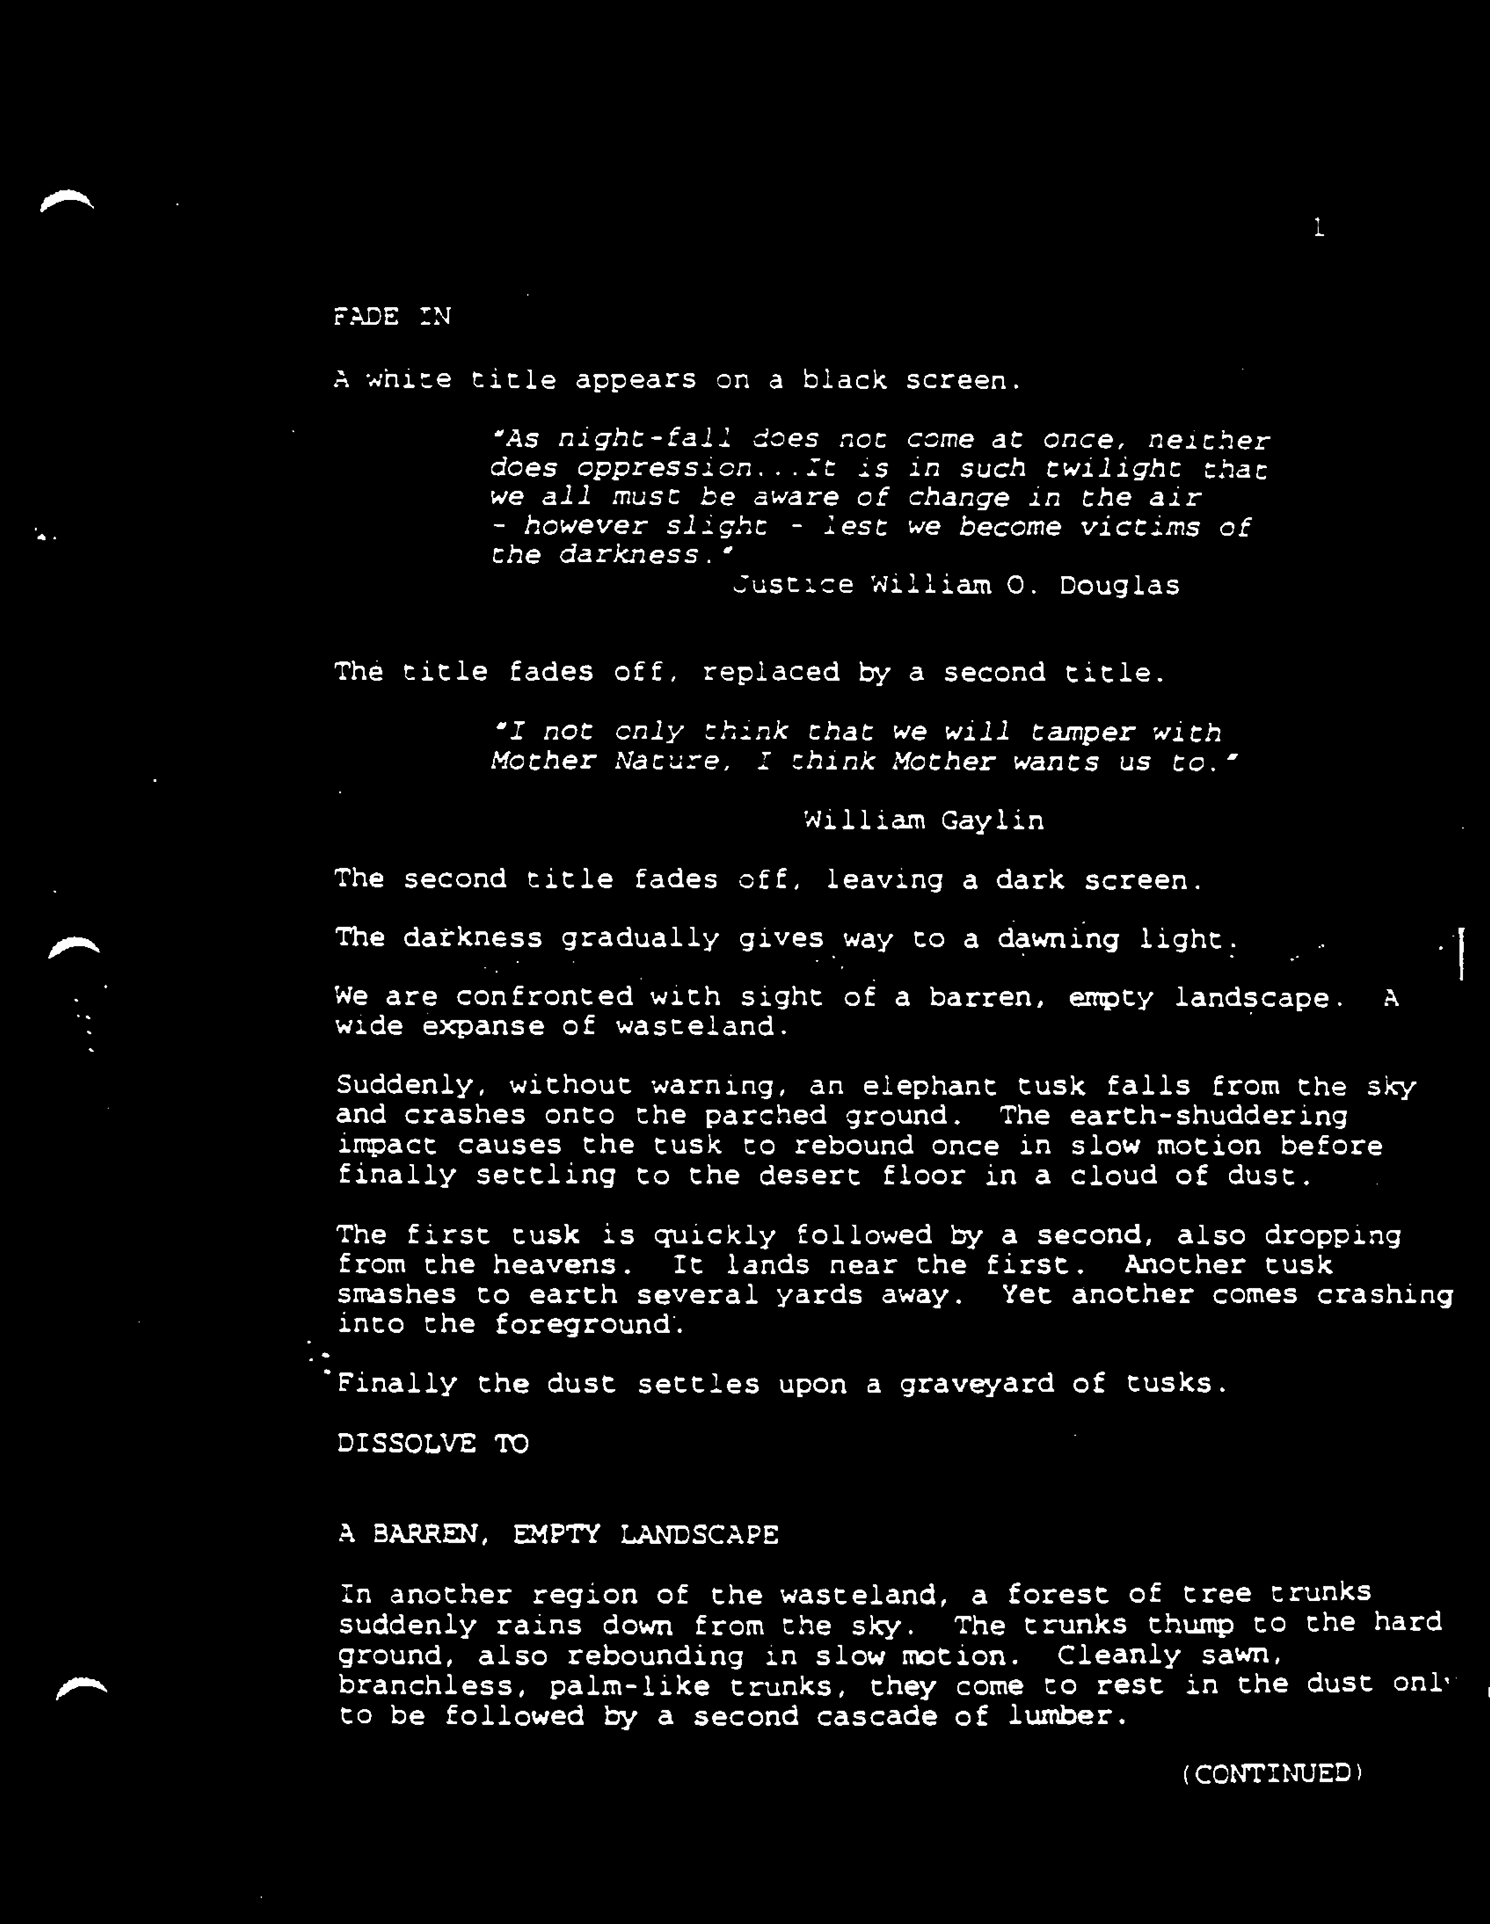 1
FADE IN
A white title appears on a black screen.
"As night-fall does not come at once, neither
does oppression...It is in such twilight that
we all must be aware of change in the air
- however slight - lest we become victims of
the darkness."
Justice William O. Douglas
The title fades off, replaced by a second title.
"I not only think that we will tamper with
Mother Nature, I think Mother wants us to."
William Gaylin
The second title fades off, leaving a dark screen.
The darkness gradually gives way to a dawning light.
We are confronted with sight of a barren, empty landscape. A
wide expanse of wasteland.
Suddenly, without warning, an elephant tusk falls from the sky
and crashes onto the parched ground. The earth-shuddering
impact causes the tusk to rebound once in slow motion before
finally settling to the desert floor in a cloud of dust.
The first tusk is quickly followed by a second, also dropping
from the heavens. It lands near the first. Another tusk
smashes to earth several yards away. Yet another comes crashing
into the foreground.
Finally the dust settles upon a graveyard of tusks.
DISSOLVE TO
A BARREN, EMPTY LANDSCAPE
In another region of the wasteland, a forest of tree trunks
suddenly rains down from the sky. The trunks thump to the hard
ground, also rebounding in slow motion. Cleanly sawn,
branchless, palm-like trunks, they come to rest in the dust only
to be followed by a second cascade of lumber.
(CONTINUED)